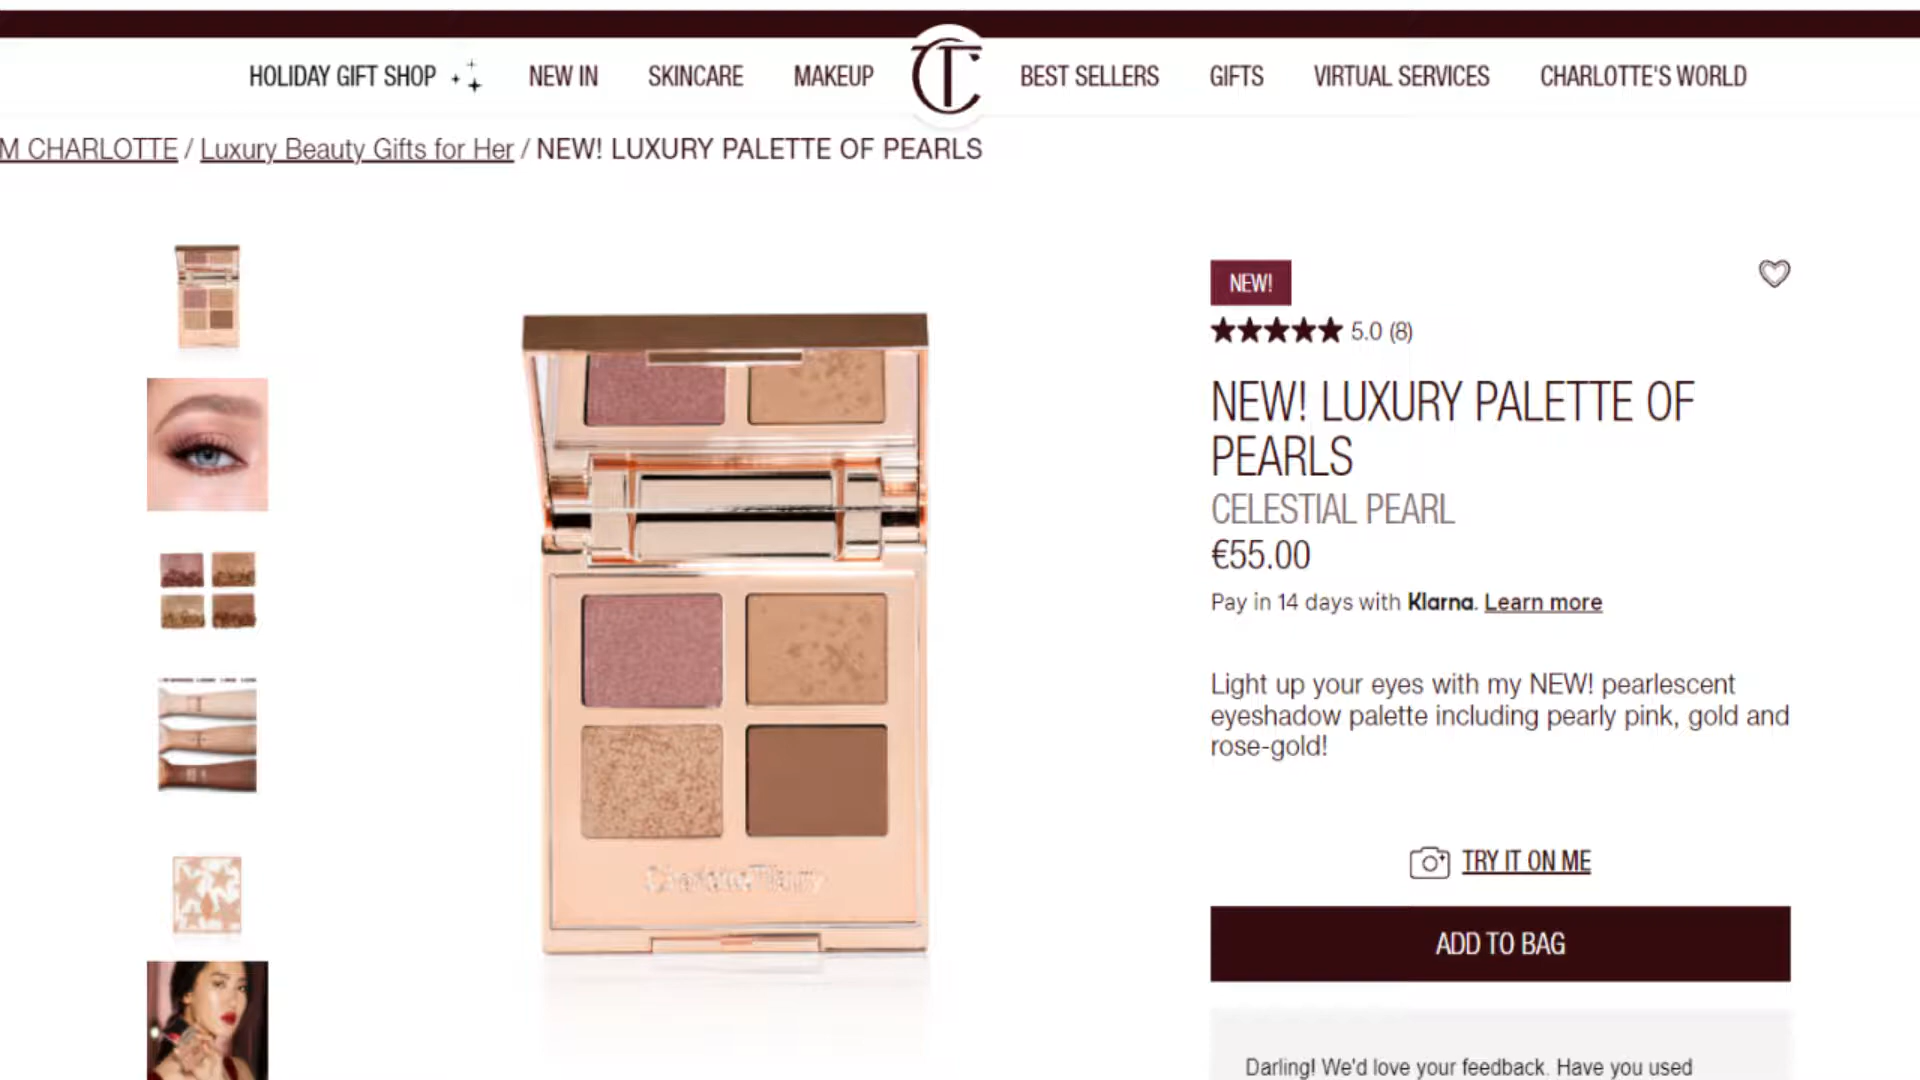 HOLIDAY GIFT SHOP NEW IN SKINCARE MAKEUP CT BEST SELLERS GIFTS VIRTUAL SERVICES CHARLOTTE'S WORLD
M CHARLOTTE / Luxury Beauty Gifts for Her / NEW! LUXURY PALETTE OF PEARLS
NEW!
5.0 (8)
NEW! LUXURY PALETTE OF
PEARLS
CELESTIAL PEARL
€55.00
Pay in 14 days with Klarna. Learn more
Light up your eyes with my NEW! pearlescent
eyeshadow palette including pearly pink, gold and
rose-gold!
Charlotte Tilbury
TRY IT ON ME
ADD TO BAG
Darling! We'd love your feedback. Have you used